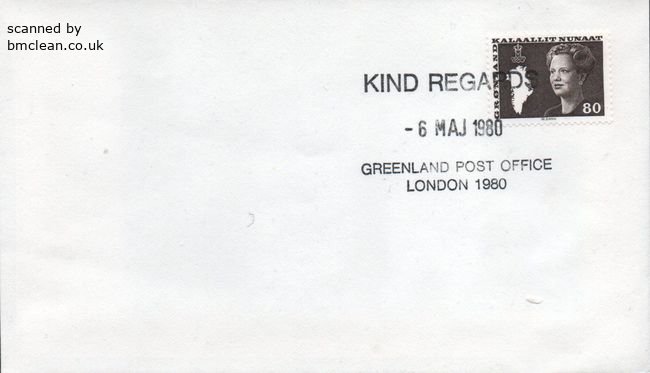 scanned by
bmclean.co.uk
KALAALLIT NUNAAT
GRØNLAND
80
KIND REGARDS
- 6 MAJ 1980
GREENLAND POST OFFICE
LONDON 1980